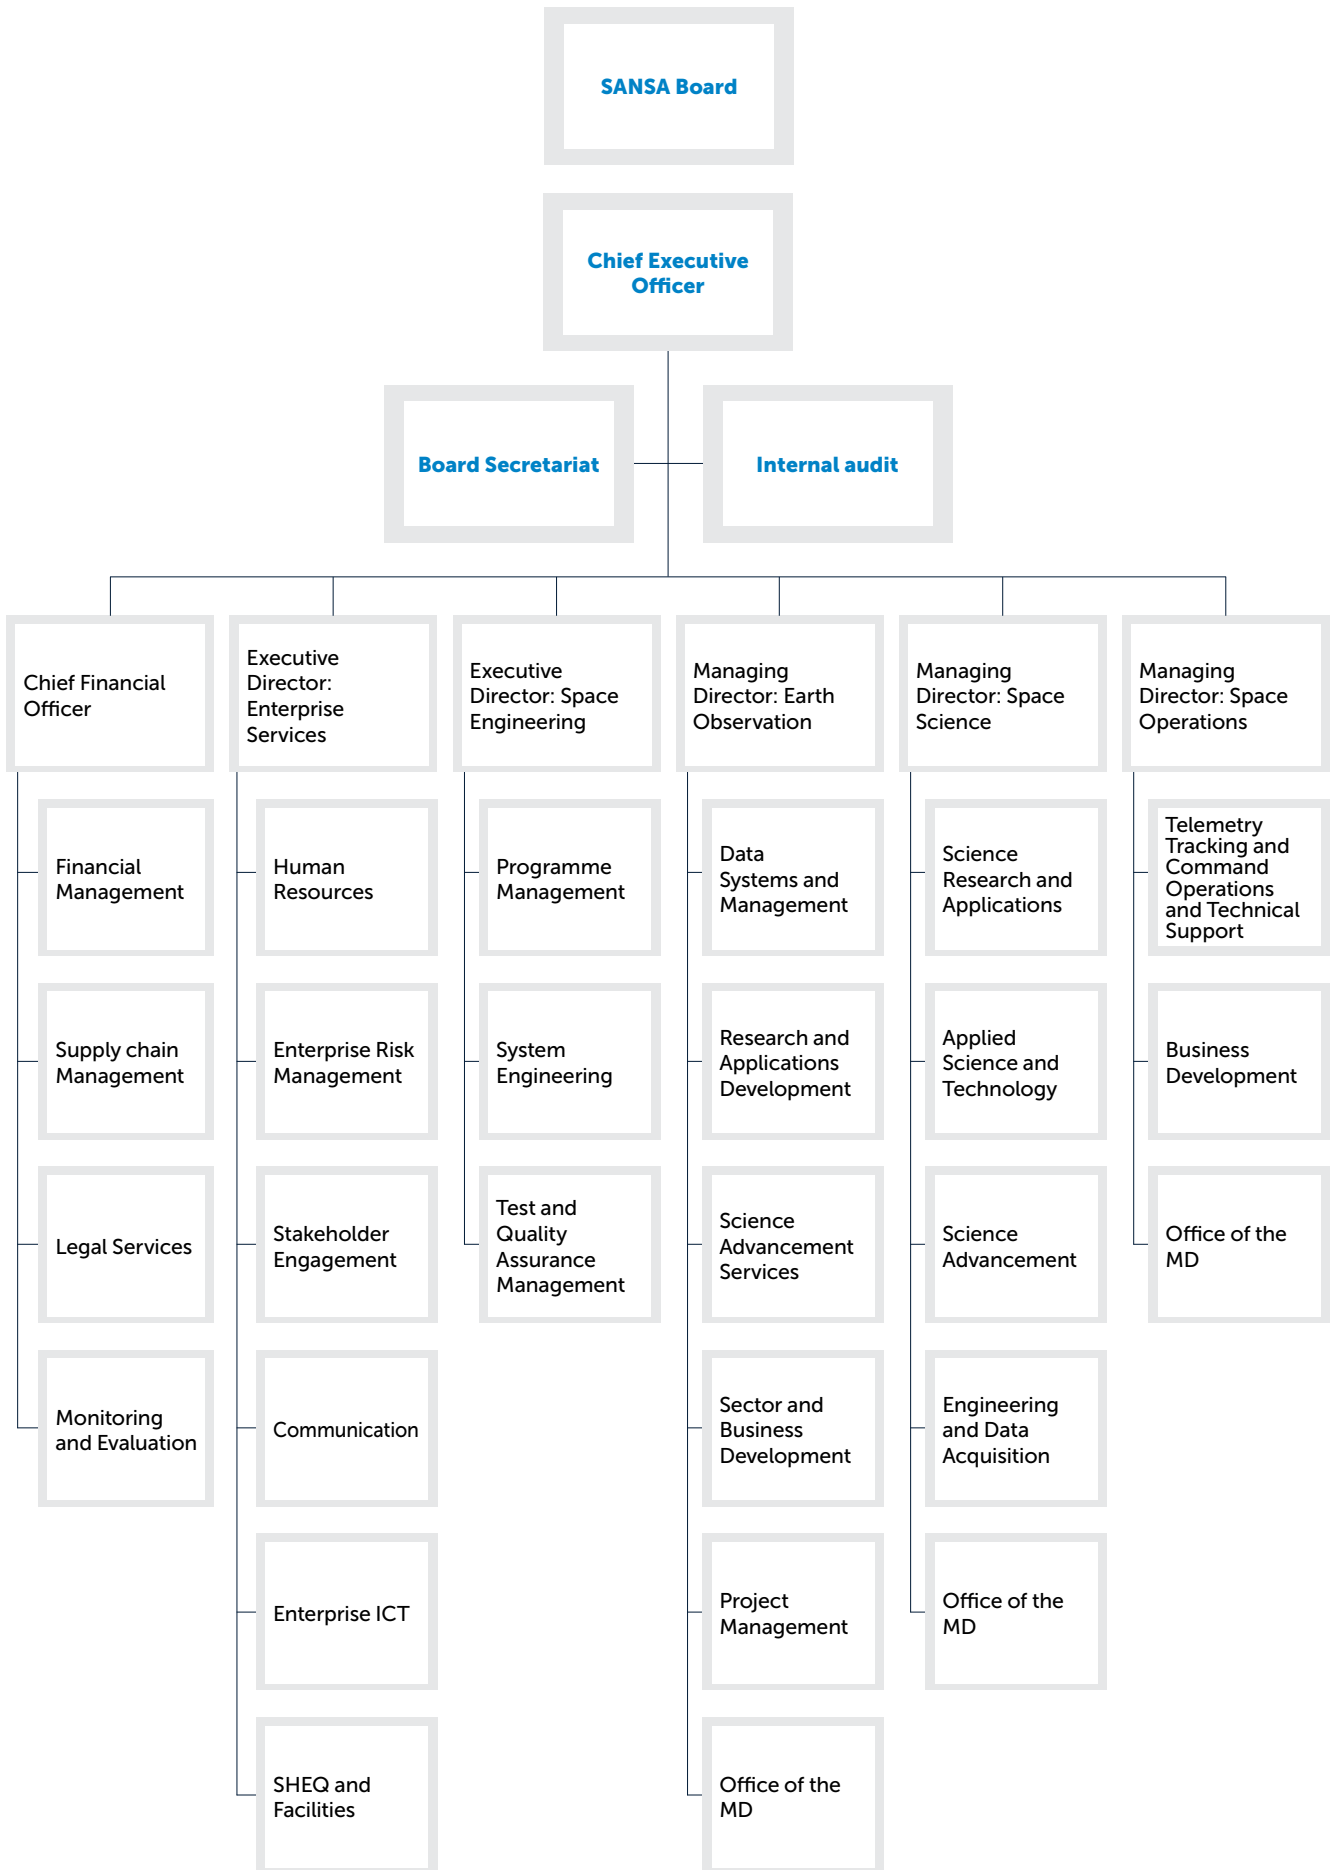 SANSA Board
Chief Executive
Officer
Board Secretariat
Internal audit
Chief Financial
Officer
Executive
Director:
Enterprise
Services
Executive
Director: Space
Engineering
Managing
Director: Earth
Observation
Managing
Director: Space
Science
Managing
Director: Space
Operations
Financial
Management
Human
Resources
Programme
Management
Data
Systems and
Management
Science
Research and
Applications
Telemetry
Tracking and
Command
Operations
and Technical
Support
Supply chain
Management
Enterprise Risk
Management
System
Engineering
Research and
Applications
Development
Applied
Science and
Technology
Business
Development
Legal Services
Stakeholder
Engagement
Test and
Quality
Assurance
Management
Science
Advancement
Services
Science
Advancement
Office of the
MD
Monitoring
and Evaluation
Communication
Sector and
Business
Development
Engineering
and Data
Acquisition
Enterprise ICT
Project
Management
Office of the
MD
SHEQ and
Facilities
Office of the
MD